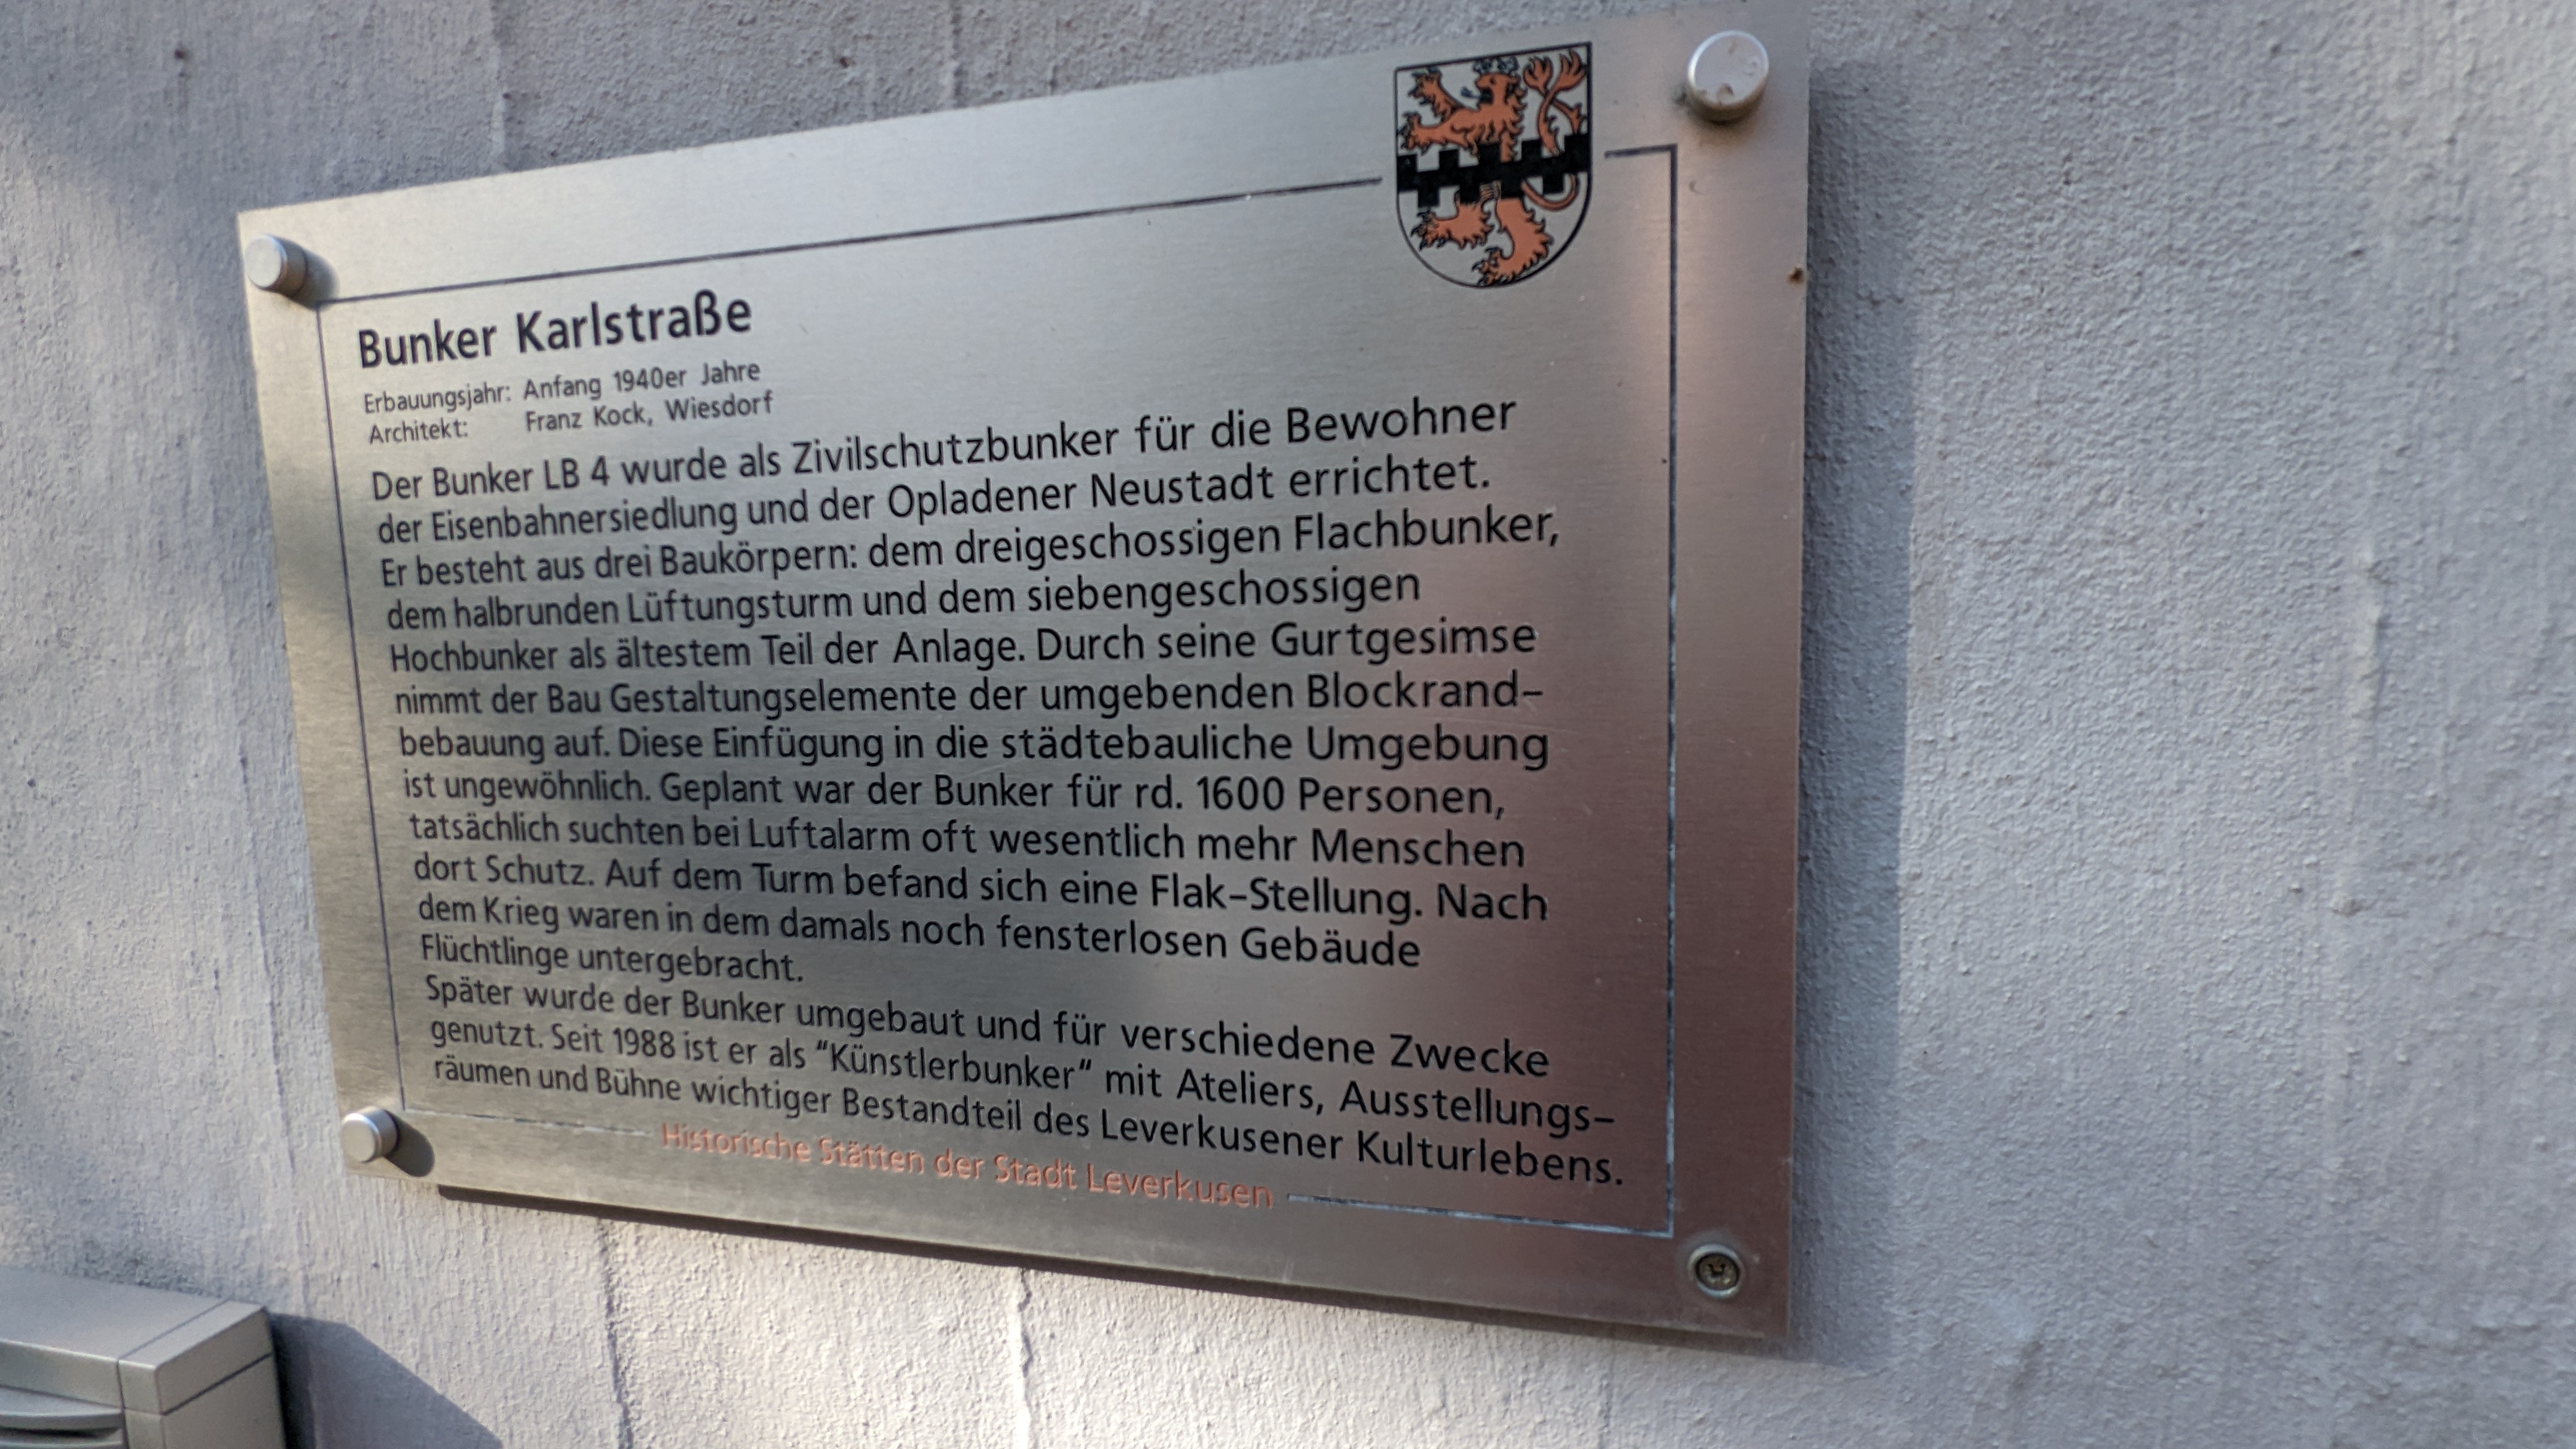 Bunker Karlstraße
Erbauungsjahr: Anfang 1940er Jahre
Architekt: Franz Kock, Wiesdorf
Der Bunker LB 4 wurde als Zivilschutzbunker für die Bewohner
der Eisenbahnersiedlung und der Opladener Neustadt errichtet.
Er besteht aus drei Baukörpern: dem dreigeschossigen Flachbunker,
dem halbrunden Lüftungsturm und dem siebengeschossigen
Hochbunker als ältestem Teil der Anlage. Durch seine Gurtgesimse
nimmt der Bau Gestaltungselemente der umgebenden Blockrand-
bebauung auf. Diese Einfügung in die städtebauliche Umgebung
ist ungewöhnlich. Geplant war der Bunker für rd. 1600 Personen,
tatsächlich suchten bei Luftalarm oft wesentlich mehr Menschen
dort Schutz. Auf dem Turm befand sich eine Flak-Stellung. Nach
dem Krieg waren in dem damals noch fensterlosen Gebäude
Flüchtlinge untergebracht.
Später wurde der Bunker umgebaut und für verschiedene Zwecke
genutzt. Seit 1988 ist er als "Künstlerbunker" mit Ateliers, Ausstellungs-
räumen und Bühne wichtiger Bestandteil des Leverkusener Kulturlebens.
Historische Stätten der Stadt Leverkusen